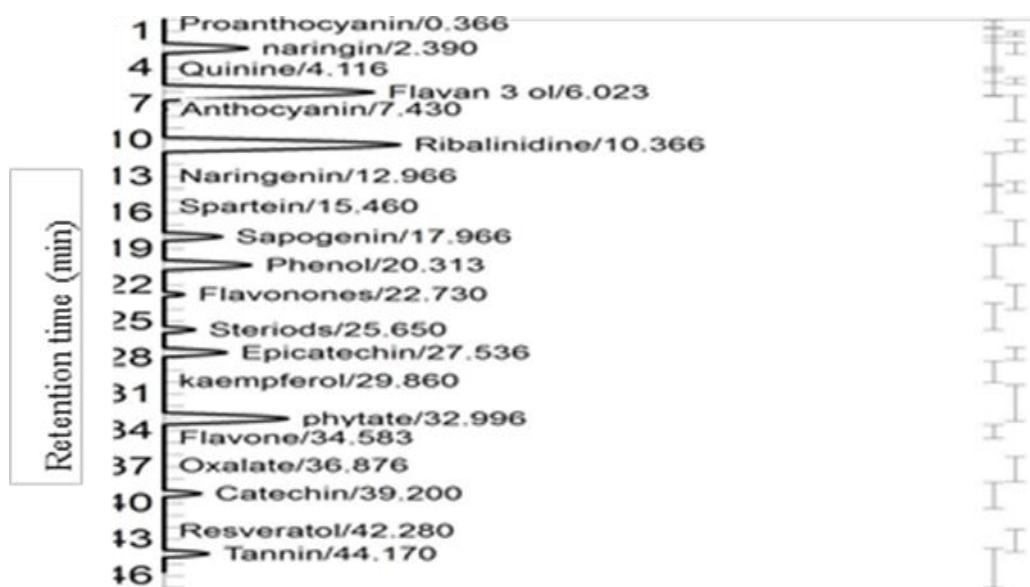 Retention time (min)
1
Proanthocyanin/0.366
naringin/2.390
4
Quinine/4.116
Flavan 3 ol/6.023
7
Anthocyanin/7.430
10
Ribalinidine/10.366
13
Naringenin/12.966
16
Spartein/15.460
Sapogenin/17.966
19
Phenol/20.313
22
Flavonones/22.730
25
Steriods/25.650
Epicatechin/27.536
28
kaempferol/29.860
31
phytate/32.996
34
Flavone/34.583
37
Oxalate/36.876
Catechin/39.200
40
Resveratol/42.280
43
Tannin/44.170
46